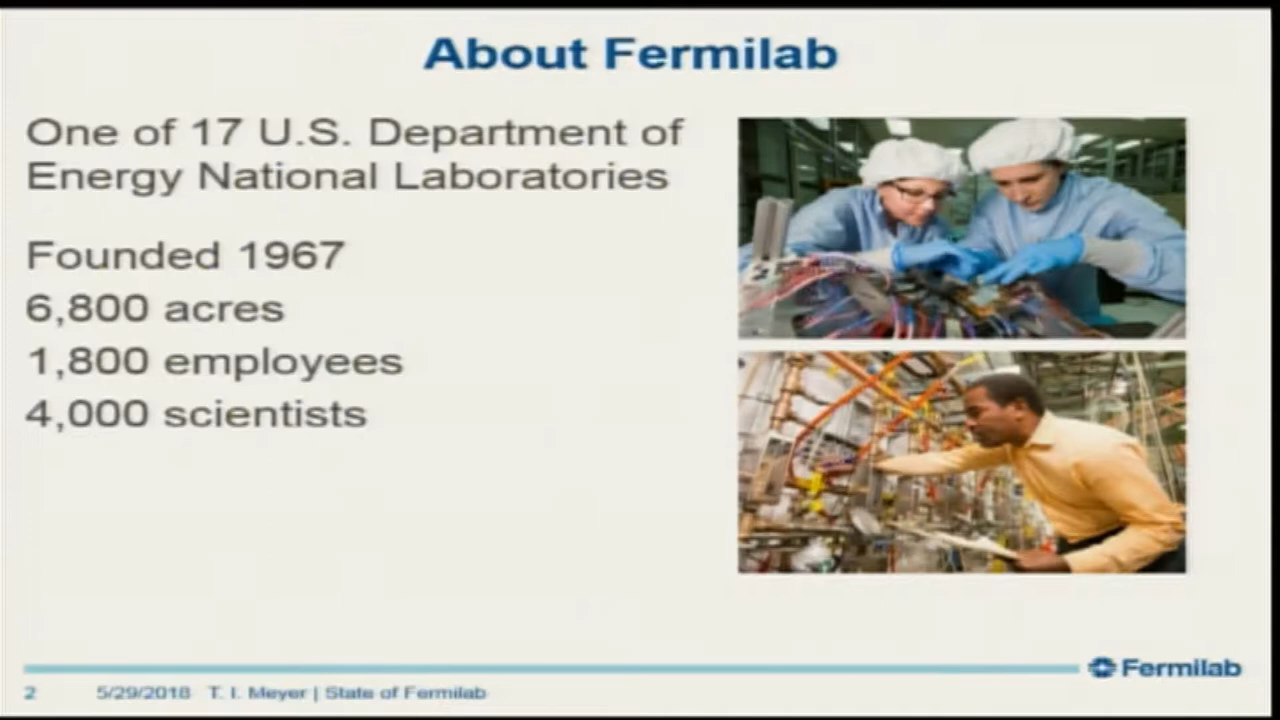 About Fermilab
One of 17 U.S. Department of
Energy National Laboratories
Founded 1967
6,800 acres
1,800 employees
4,000 scientists
Fermilab
2 5/29/2018 T. I. Meyer | State of Fermilab